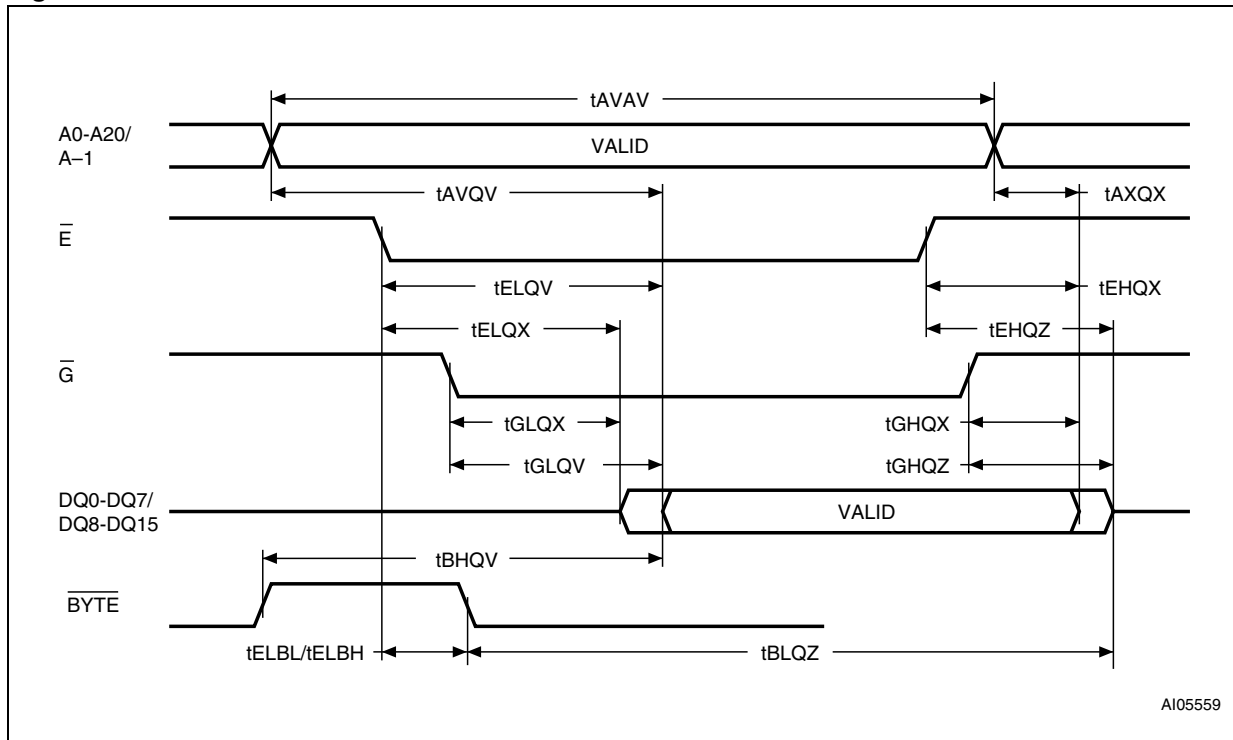 tAVAV
A0-A20/
A–1
VALID
tAVQV
tAXQX
E̅
tELQV
tEHQX
tELQX
tEHQZ
G̅
tGLQX
tGHQX
tGLQV
tGHQZ
DQ0-DQ7/
DQ8-DQ15
VALID
tBHQV
B̅Y̅T̅E̅
tELBL/tELBH
tBLQZ
AI05559